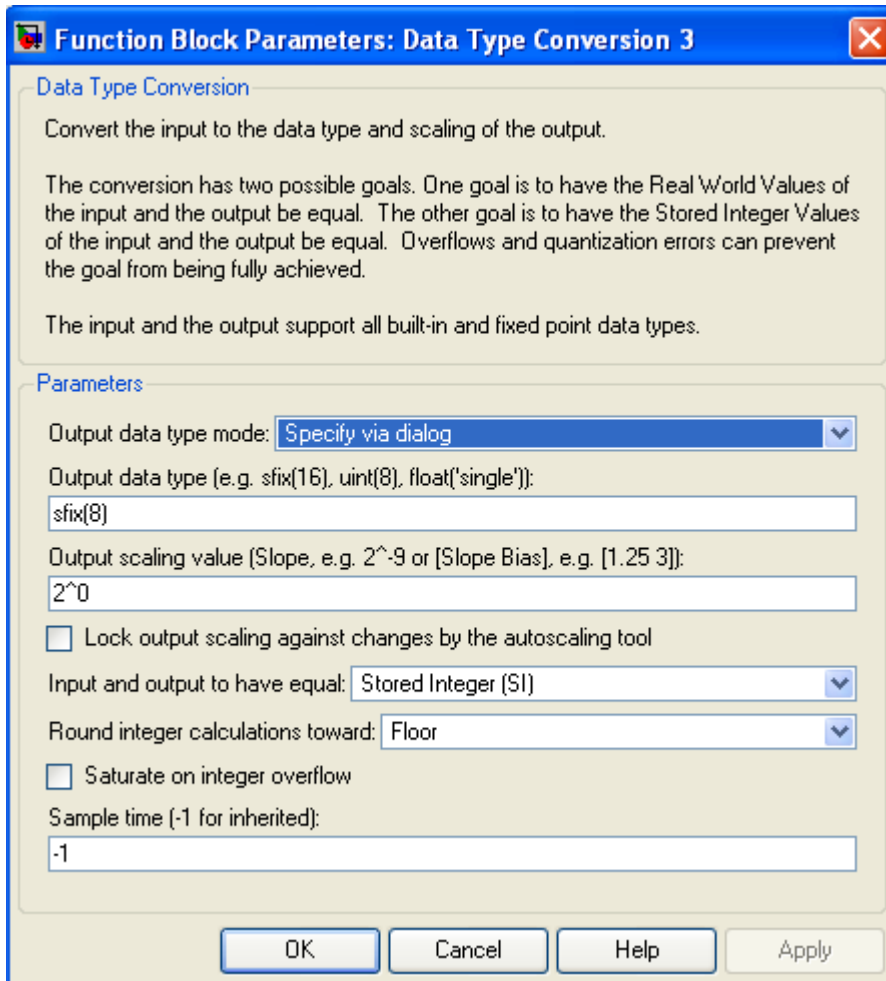 Function Block Parameters: Data Type Conversion 3
Data Type Conversion
Convert the input to the data type and scaling of the output.
The conversion has two possible goals. One goal is to have the Real World Values of
the input and the output be equal.  The other goal is to have the Stored Integer Values
of the input and the output be equal.  Overflows and quantization errors can prevent
the goal from being fully achieved.
The input and the output support all built-in and fixed point data types.
Parameters
Output data type mode: Specify via dialog
Output data type (e.g. sfix(16), uint(8), float('single')):
sfix(8)
Output scaling value (Slope, e.g. 2^-9 or [Slope Bias], e.g. [1.25 3]):
2^0
Lock output scaling against changes by the autoscaling tool
Input and output to have equal: Stored Integer (SI)
Round integer calculations toward: Floor
Saturate on integer overflow
Sample time (-1 for inherited):
-1
OK Cancel Help Apply